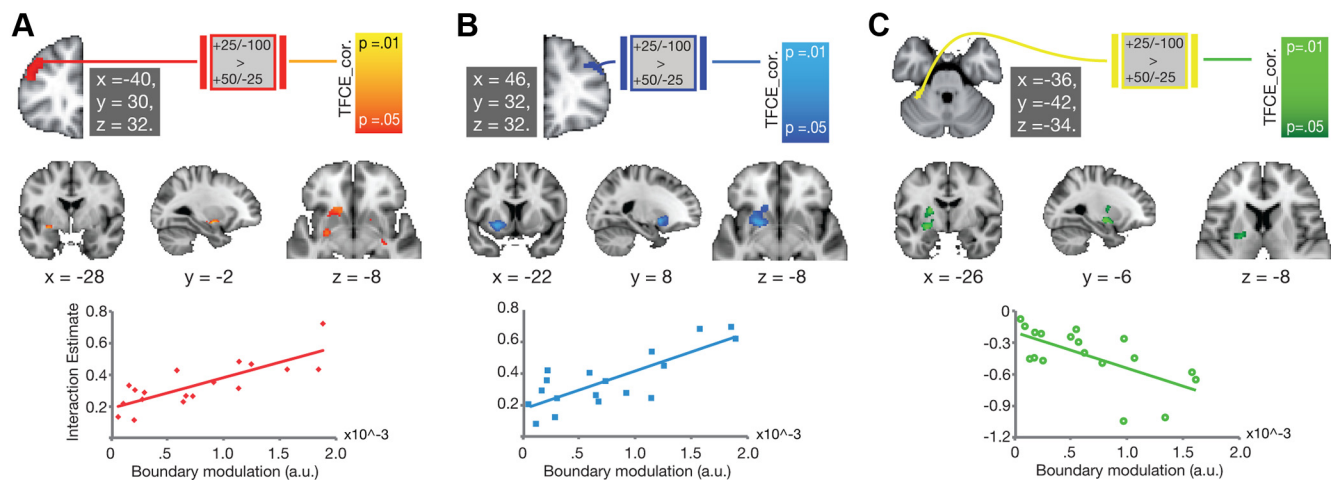 A
+25/-100
>
+50/-25
x =-40,
y = 30,
z = 32.
TFCE_cor.
p =.01
p =.05
x = -28
y = -2
z = -8
Interaction Estimate
0.8
0.6
0.4
0.2
0
.5
1.0
1.5
2.0
x10^-3
Boundary modulation (a.u.)
B
+25/-100
>
+50/-25
x = 46,
y = 32,
z = 32.
TFCE_cor.
p =.01
p =.05
x = -22
y = 8
z = -8
0.8
0.6
0.4
0.2
0
.5
1.0
1.5
2.0
x10^-3
Boundary modulation (a.u.)
C
+25/-100
>
+50/-25
x =-36,
y = -42,
z =-34.
TFCE_cor.
p=.01
p=.05
x = -26
y = -6
z = -8
0
-0.3
-0.6
-0.9
-1.2
0
.5
1.0
1.5
2.0
x10^-3
Boundary modulation (a.u.)